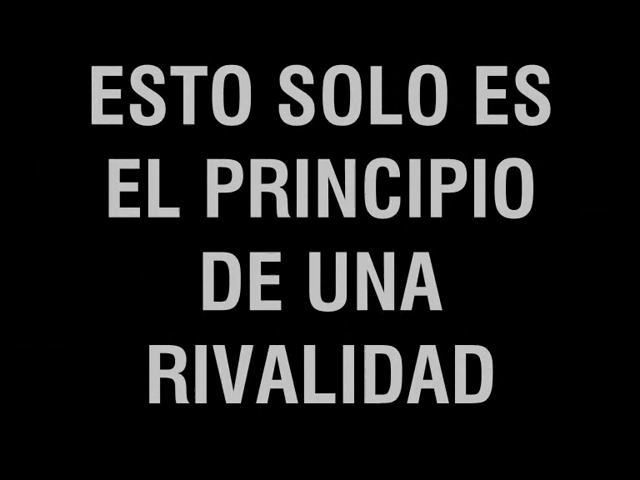 ESTO SOLO ES
EL PRINCIPIO
DE UNA
RIVALIDAD